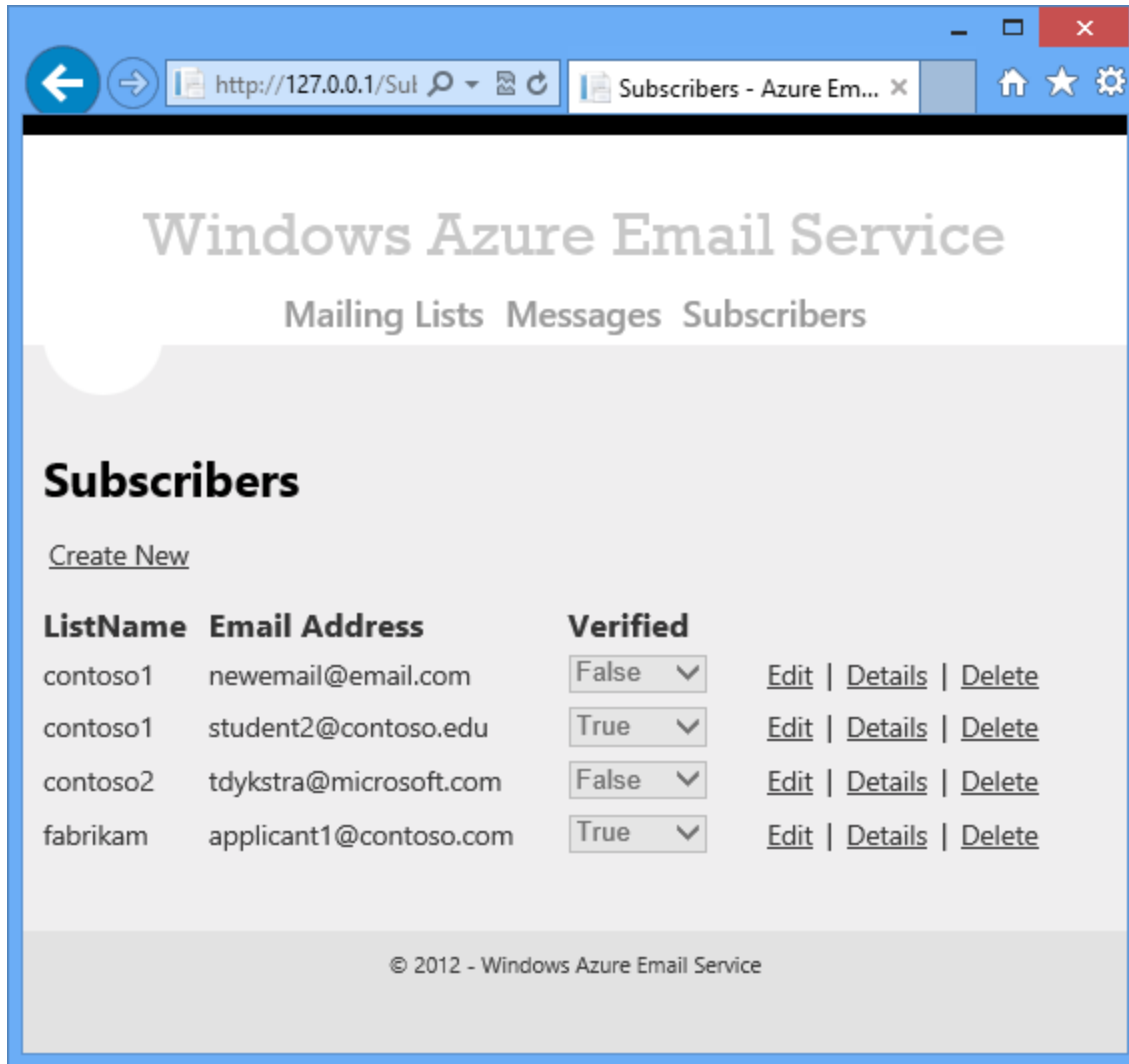 http://127.0.0.1/Sul
Subscribers - Azure Em...
Windows Azure Email Service
Mailing Lists Messages Subscribers
Subscribers
Create New
ListName Email Address Verified
contoso1 newemail@email.com False Edit | Details | Delete
contoso1 student2@contoso.edu True Edit | Details | Delete
contoso2 tdykstra@microsoft.com False Edit | Details | Delete
fabrikam applicant1@contoso.com True Edit | Details | Delete
© 2012 - Windows Azure Email Service